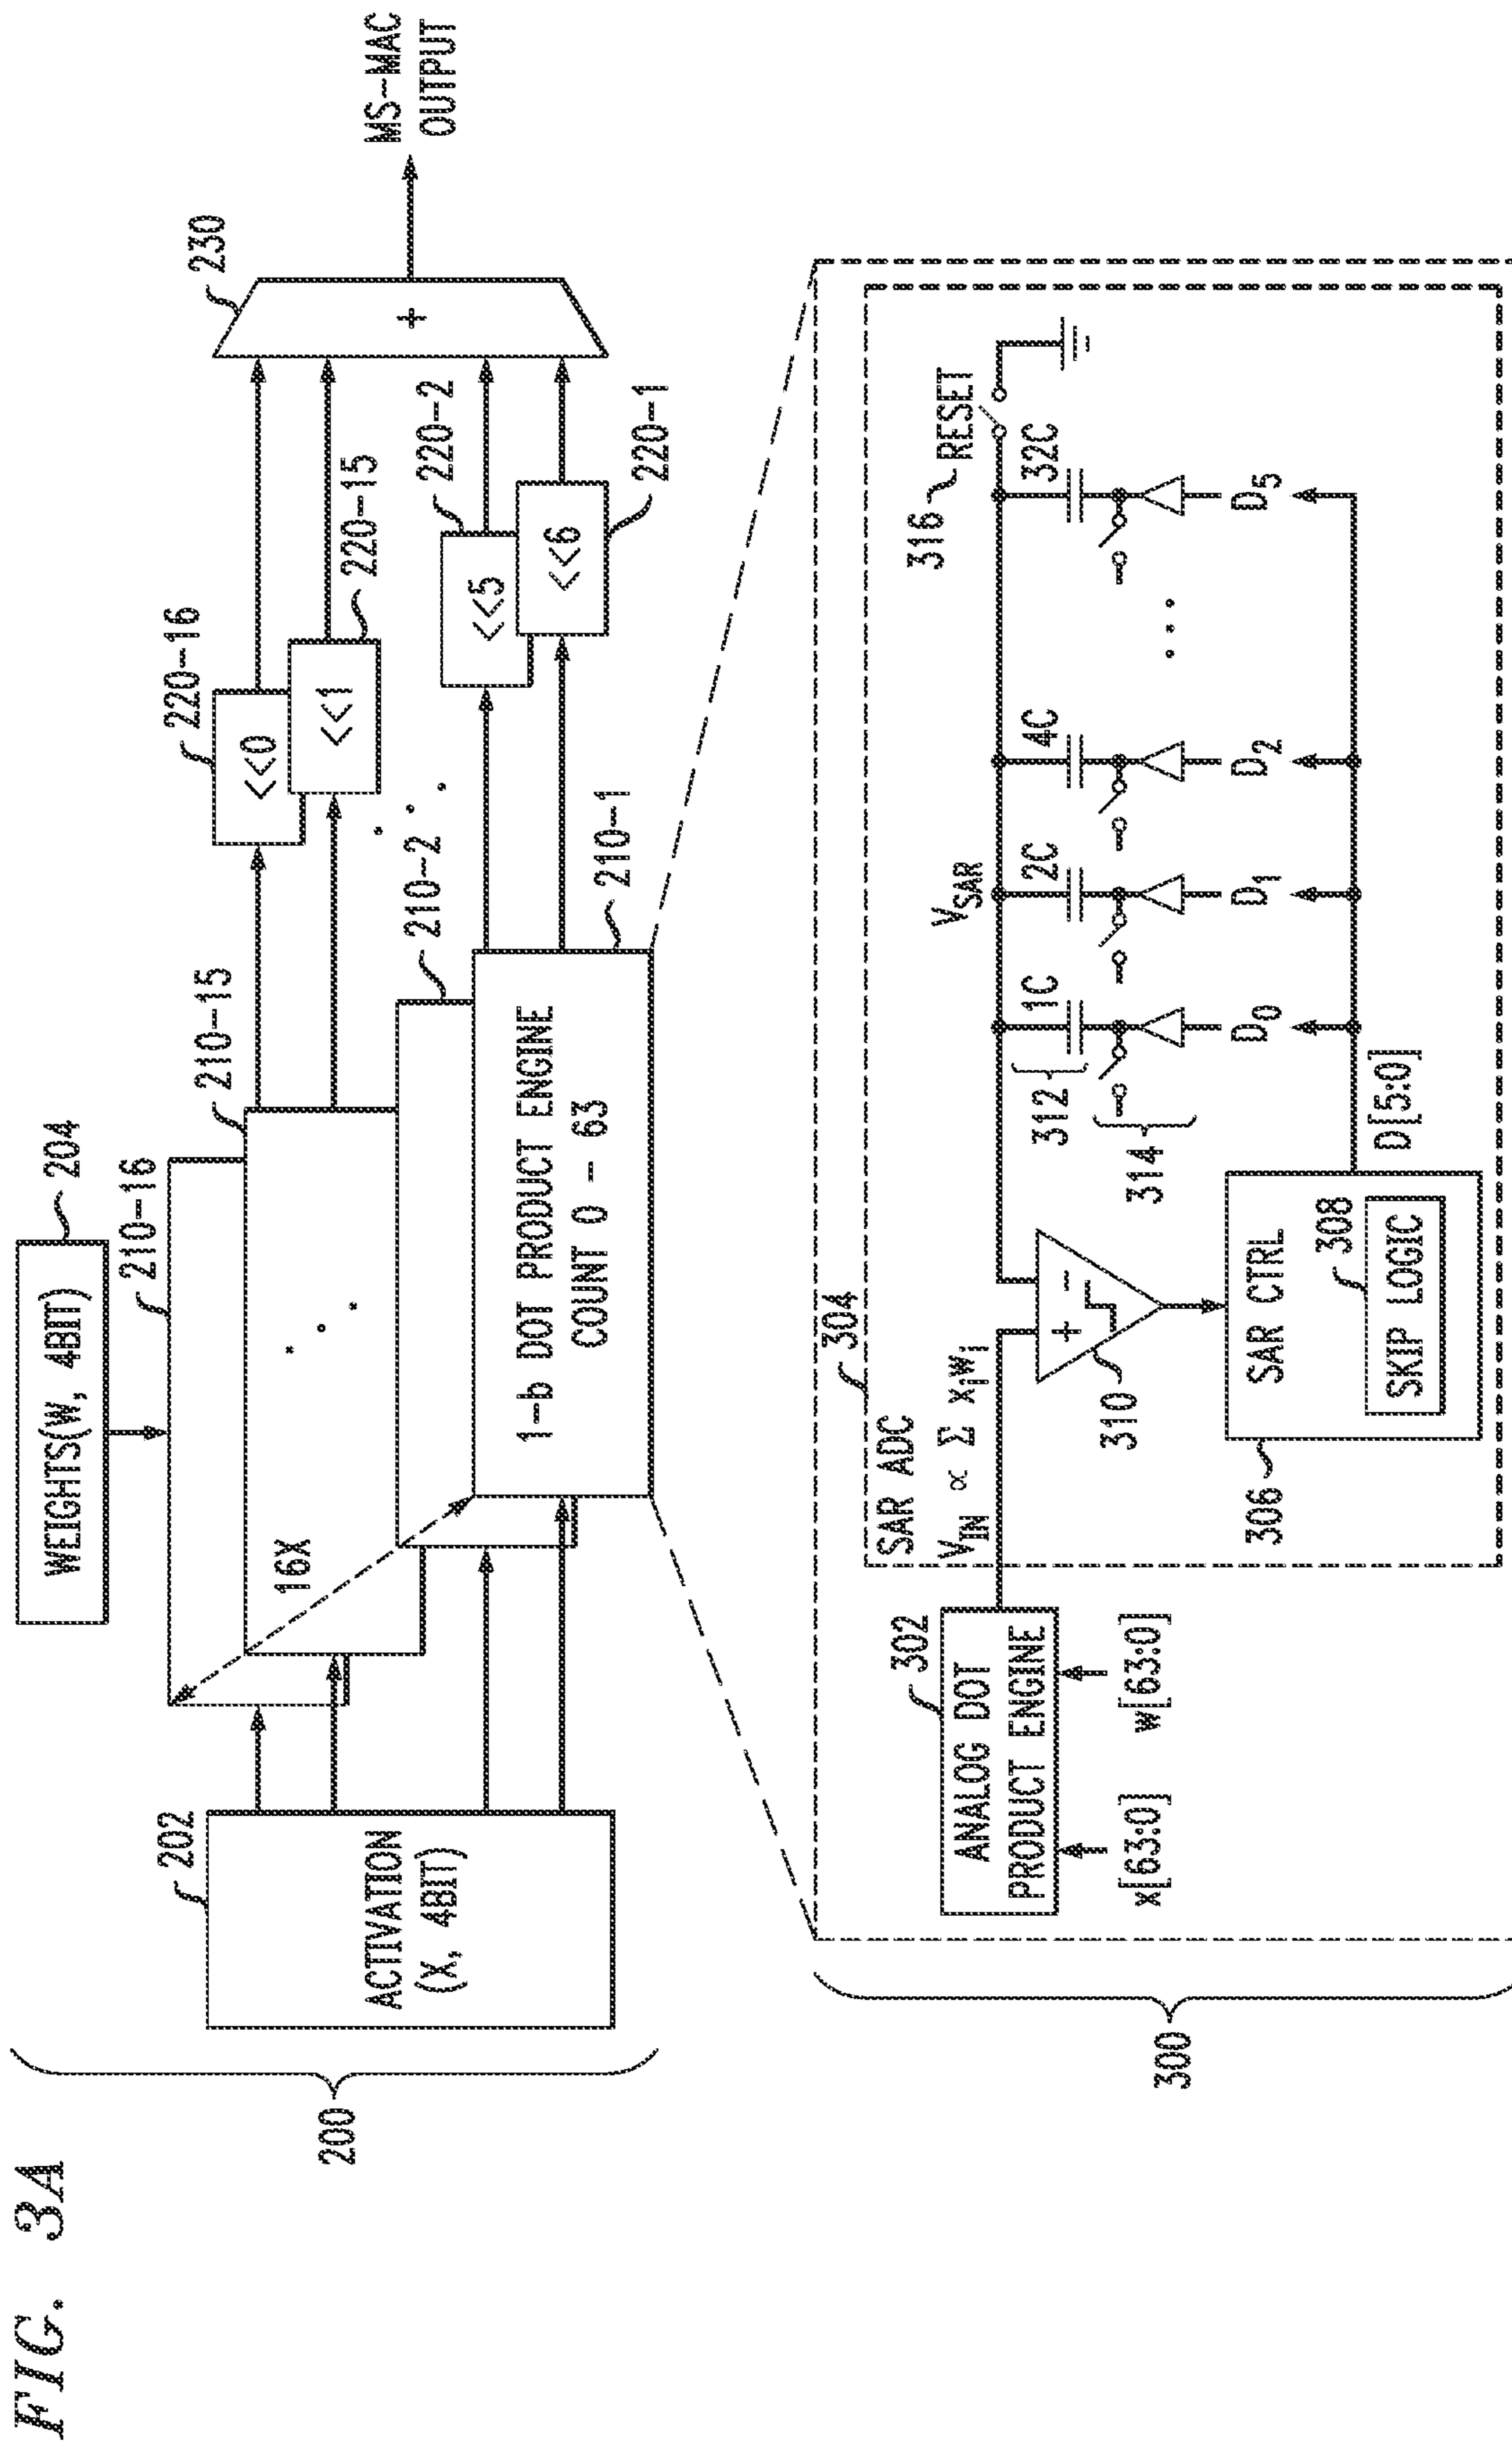 FIG. 3A
200
202
ACTIVATION
(X, 4BIT)
WEIGHTS(W, 4BIT)
204
210-16
210-15
16X
210-2
1-b DOT PRODUCT ENGINE
COUNT 0 - 63
210-1
220-16
<<0
<<1
220-15
220-2
<<5
<<6
220-1
230
+
MS-MAC
OUTPUT
300
302
ANALOG DOT
PRODUCT ENGINE
x[63:0]
w[63:0]
304
SAR ADC
V_IN ∝ Σ x_i w_i
+ -
310
306
SAR CTRL
308
SKIP LOGIC
D[5:0]
312
314
V_SAR
1C
2C
4C
32C
316
RESET
D_0
D_1
D_2
D_5